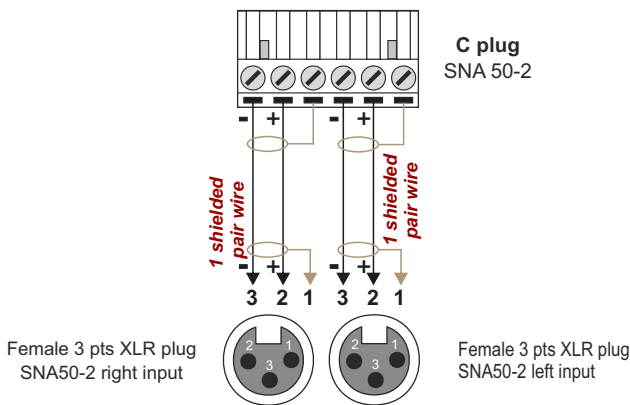 C plug
SNA 50-2
- + - +
1 shielded
pair wire
1 shielded
pair wire
- + - +
3 2 1 3 2 1
2 1
3
2 1
3
Female 3 pts XLR plug
SNA50-2 right input
Female 3 pts XLR plug
SNA50-2 left input